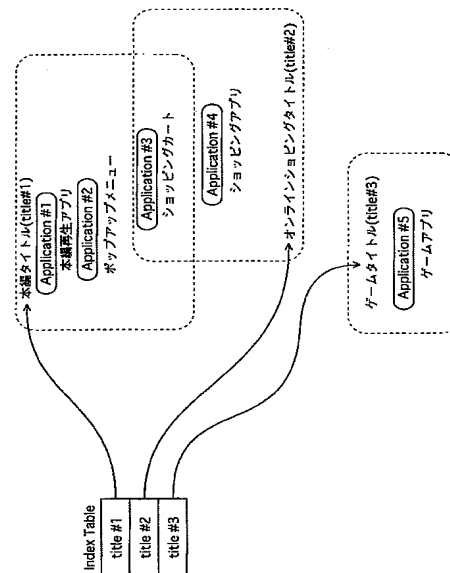 Index Table
title #1
title #2
title #3
本編タイトル(title#1)
Application #1
本編再生アプリ
Application #2
ポップアップメニュー
Application #3
ショッピングカート
Application #4
ショッピングアプリ
オンラインショッピングタイトル(title#2)
ゲームタイトル(title#3)
Application #5
ゲームアプリ